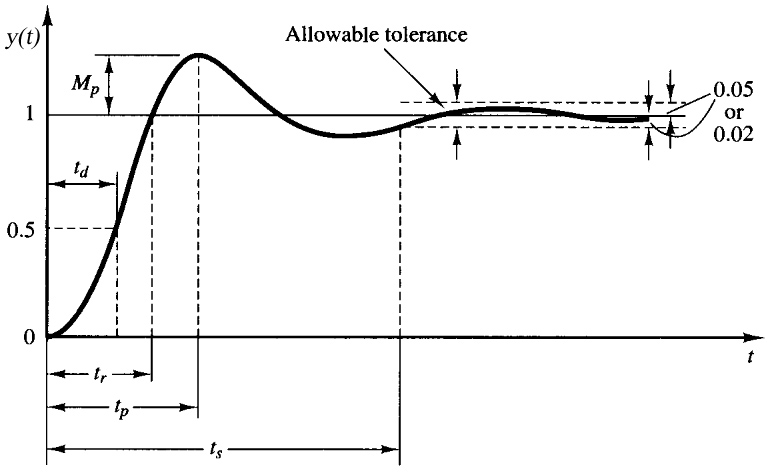 y(t)
Allowable tolerance
M_p
1
0.05
or
0.02
t_d
0.5
0
t
t_r
t_p
t_s